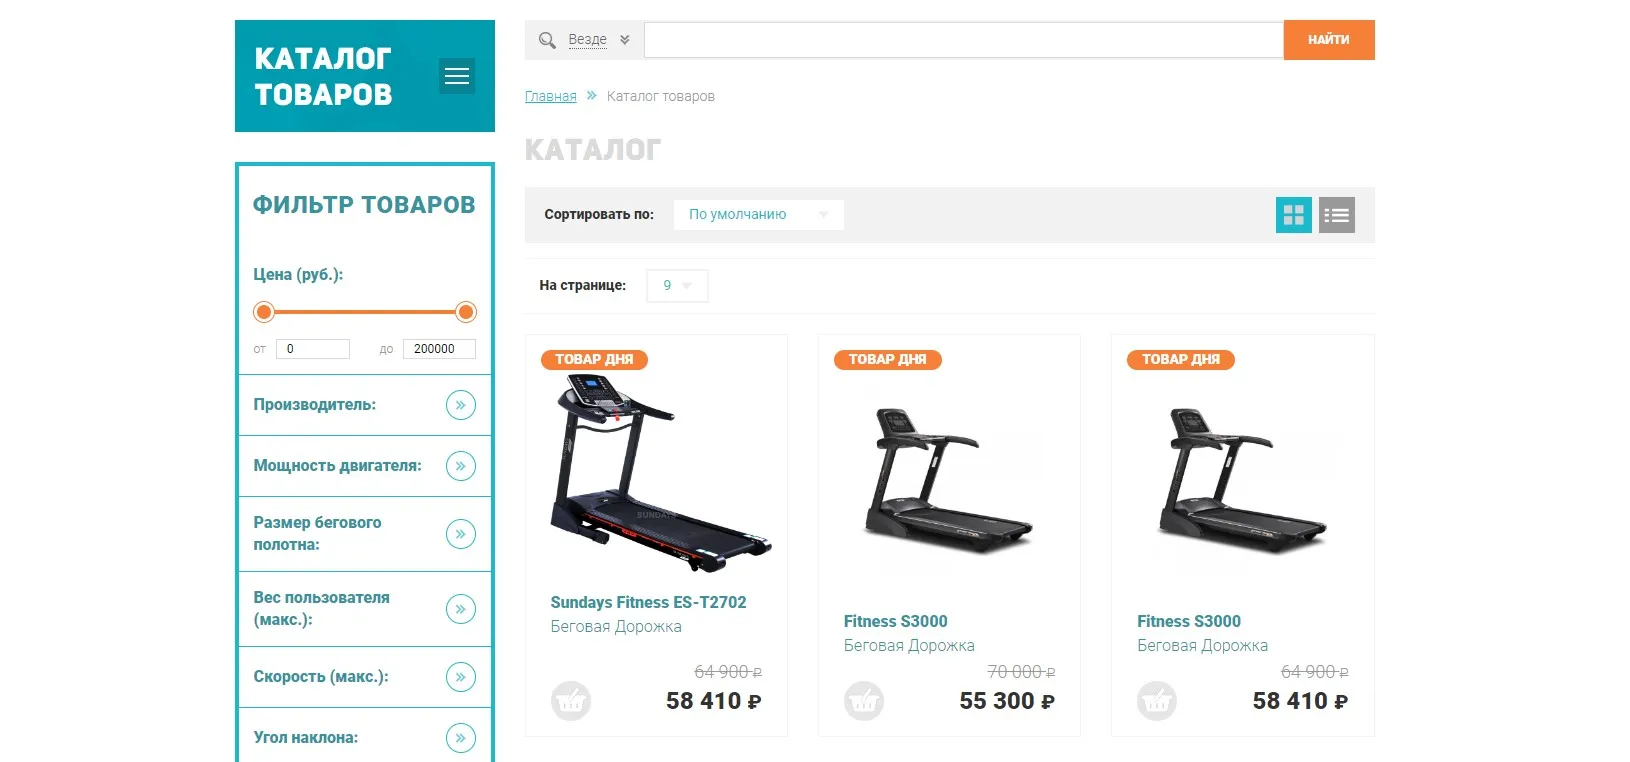 КАТАЛОГ
ТОВАРОВ
Везде
НАЙТИ
Главная » Каталог товаров
КАТАЛОГ
Сортировать по: По умолчанию
На странице: 9
ФИЛЬТР ТОВАРОВ
Цена (руб.):
от 0 до 200000
Производитель:
Мощность двигателя:
Размер бегового
полотна:
Вес пользователя
(макс.):
Скорость (макс.):
Угол наклона:
ТОВАР ДНЯ
SUNDAYS
Sundays Fitness ES-T2702
Беговая Дорожка
64 900 ₽
58 410 ₽
ТОВАР ДНЯ
Fitness S3000
Беговая Дорожка
70 000 ₽
55 300 ₽
ТОВАР ДНЯ
Fitness S3000
Беговая Дорожка
64 900 ₽
58 410 ₽